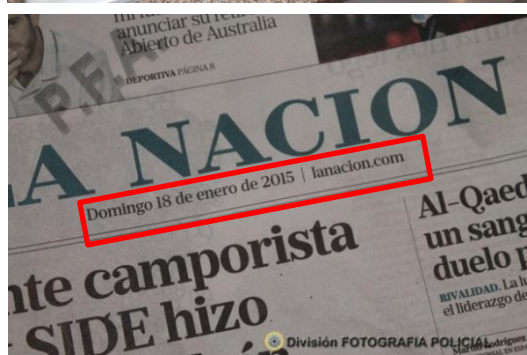 anunciar su
Abierto de Australia
DEPORTIVA PÁGINA 8
P.F.A.
A NACION
Domingo 18 de enero de 2015 | lanacion.com
nte camporista
SIDE hizo
Al-Qaed
un sang
duelo p
RIVALIDAD. La lu
el liderazgo de
División FOTOGRAFIA POLICIAL